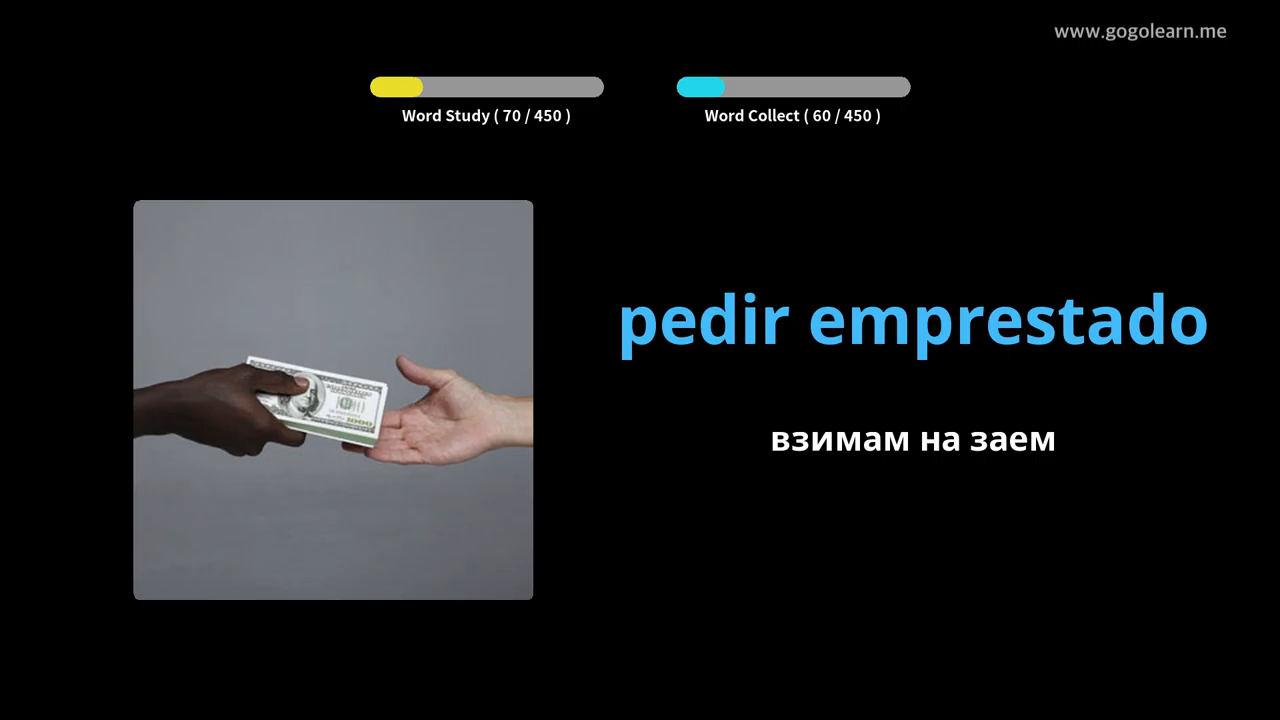 www.gogolearn.me
Word Study ( 70 / 450 )
Word Collect ( 60 / 450 )
pedir emprestado
взимам на заем